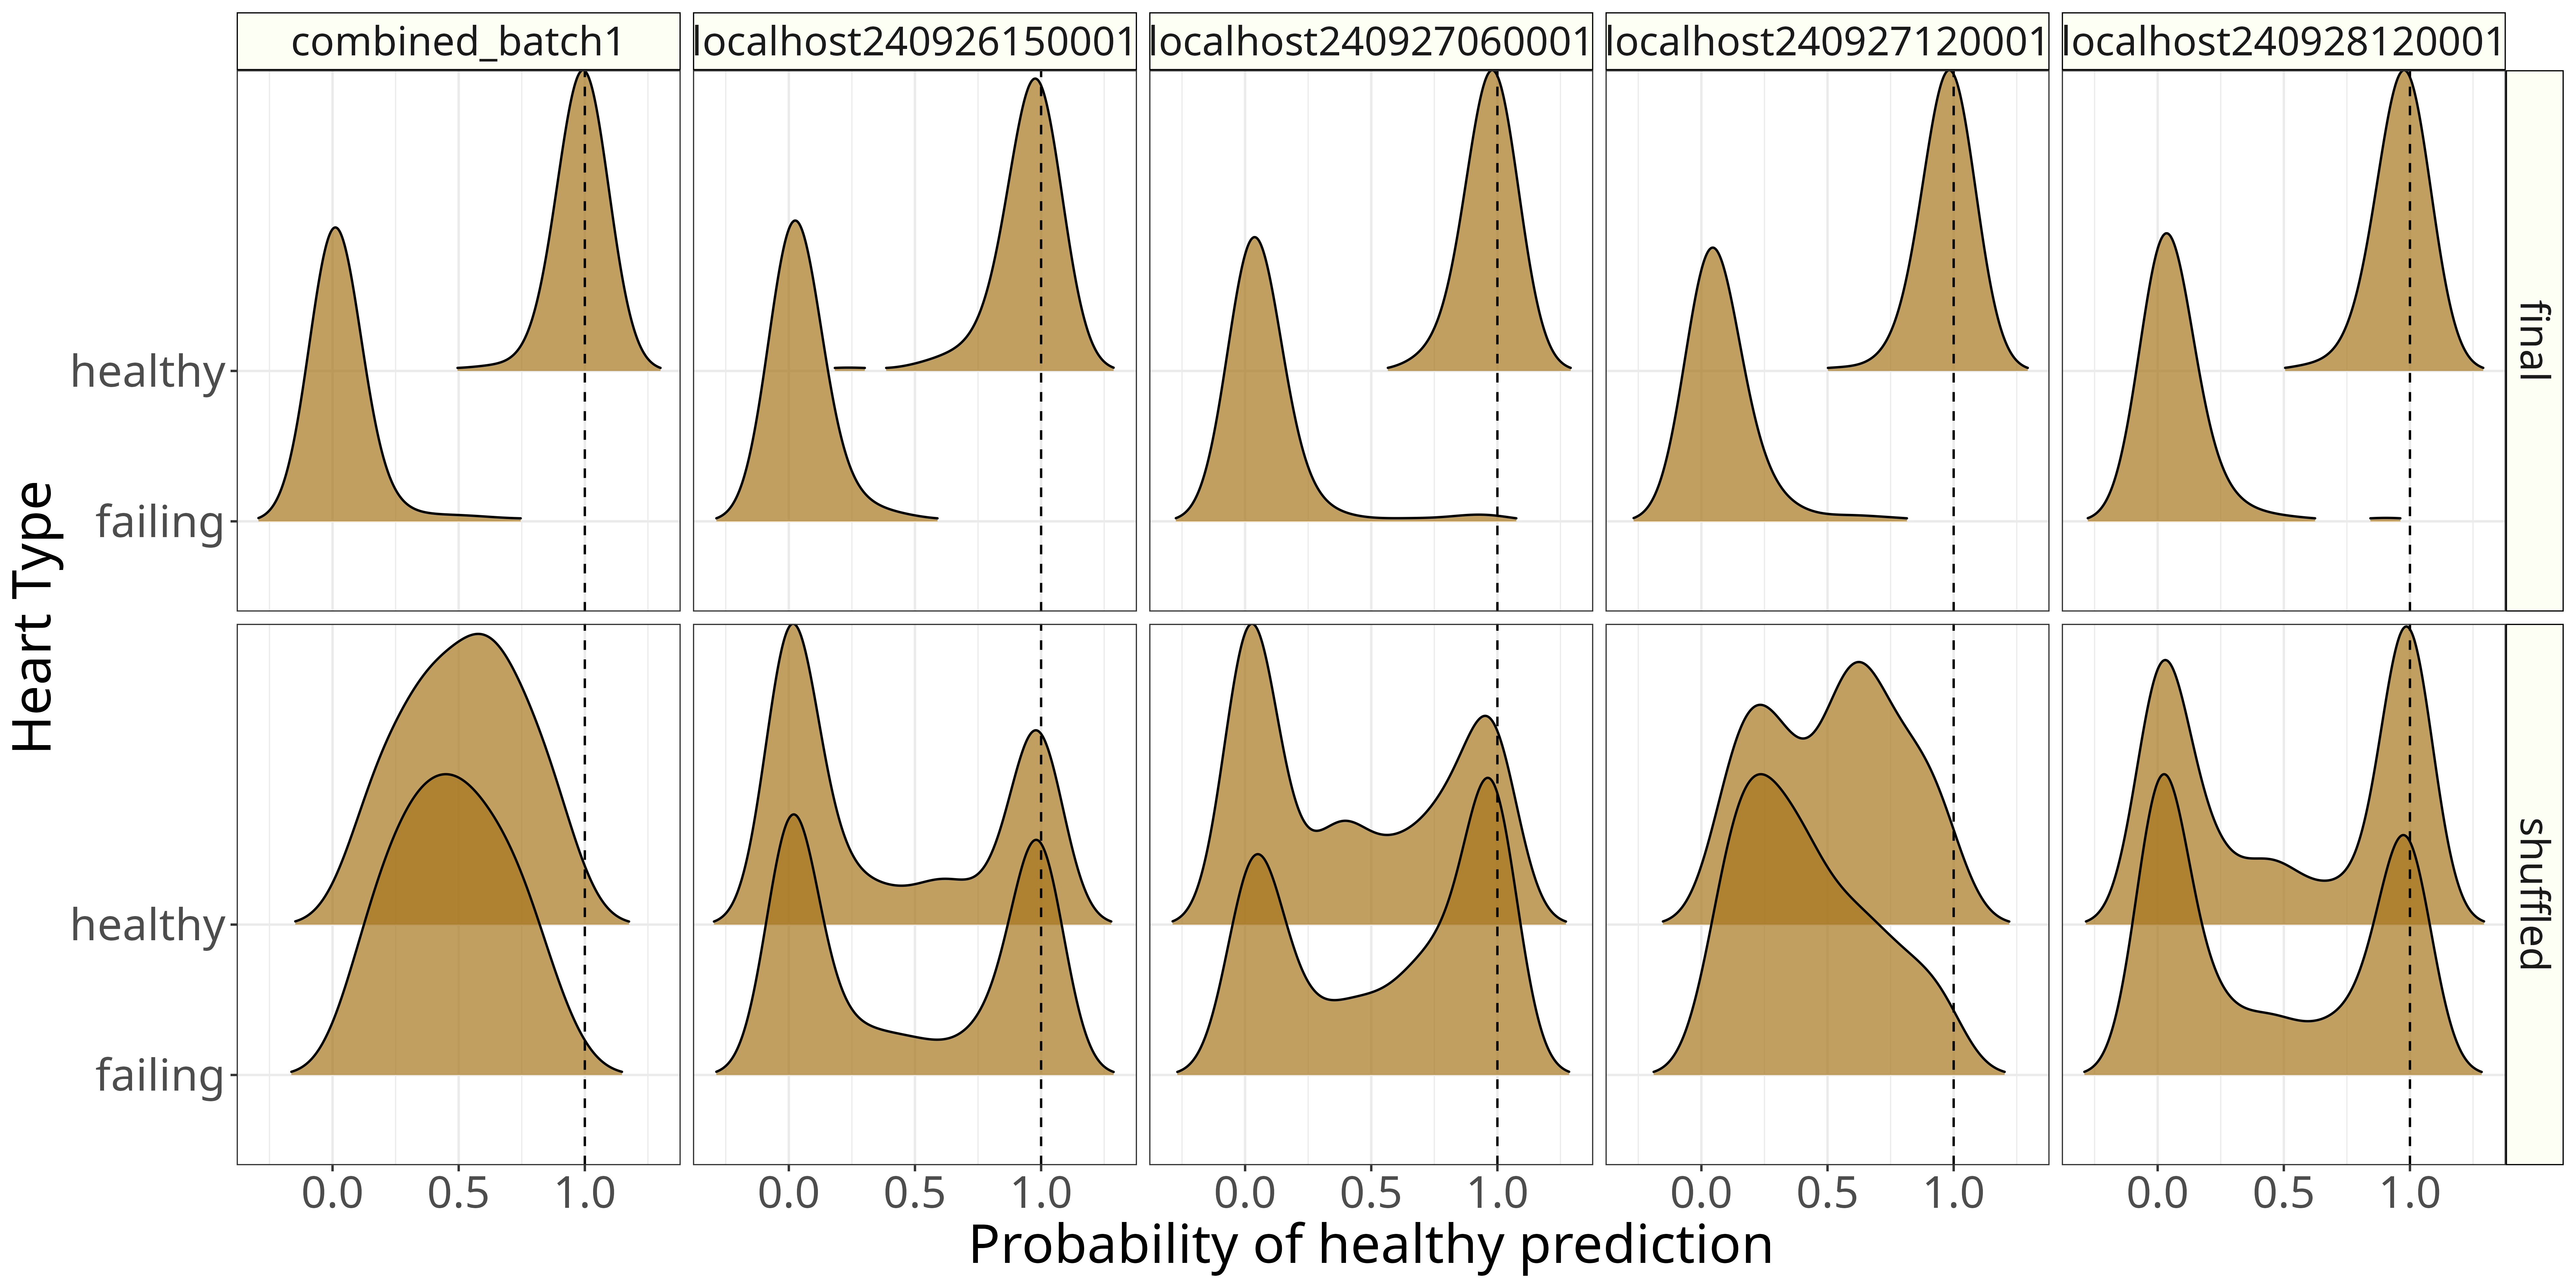 combined_batch1 localhost240926150001 localhost240927060001 localhost240927120001 localhost240928120001
healthy
failing
final
healthy
failing
shuffled
0.0 0.5 1.0 0.0 0.5 1.0 0.0 0.5 1.0 0.0 0.5 1.0 0.0 0.5 1.0
Probability of healthy prediction
Heart Type